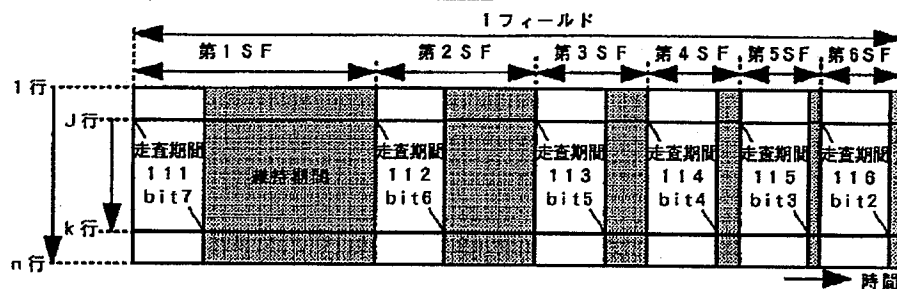 1フィールド
第1SF
第2SF
第3SF
第4SF
第5SF
第6SF
1行
J行
k行
n行
走査期間
111
bit7
維持期間
走査期間
112
bit6
走査期間
113
bit5
走査期間
114
bit4
走査期間
115
bit3
走査期間
116
bit2
時間